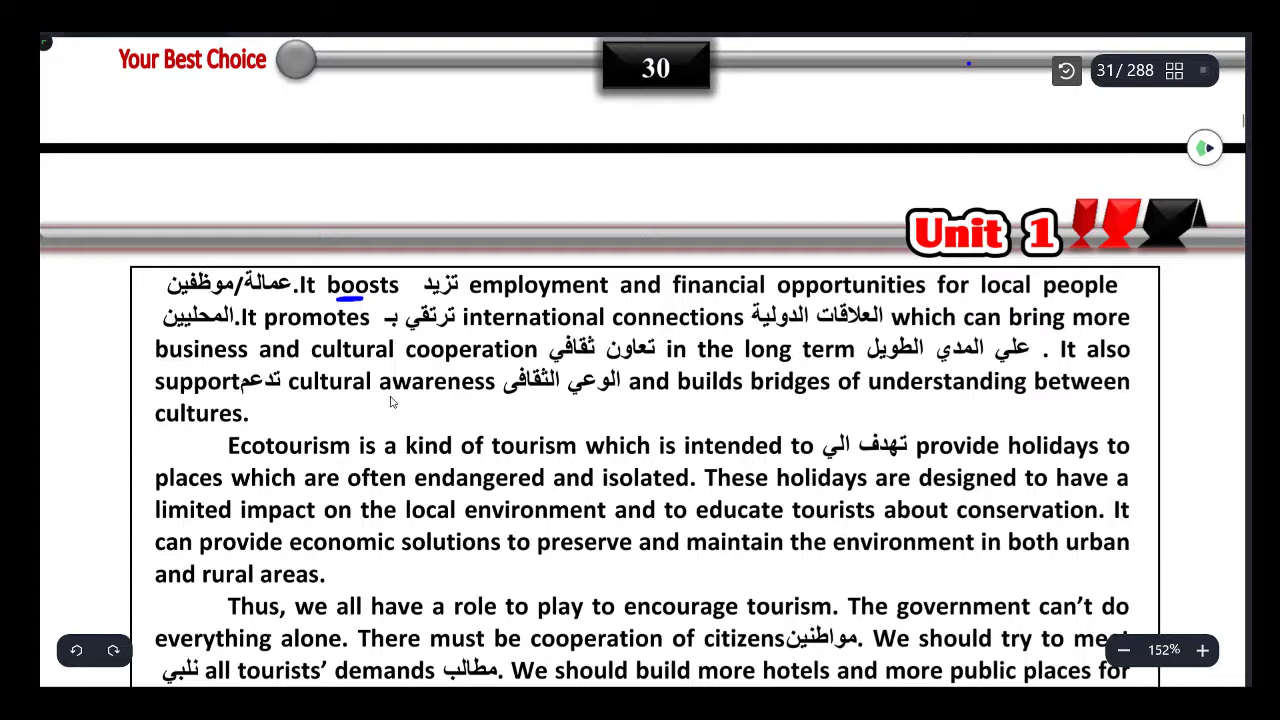 Your Best Choice
30
31/ 288
Unit 1
عمالة/موظفين.It boosts تزيد employment and financial opportunities for local people
المحليين.It promotes ترتقي بـ international connections العلاقات الدولية which can bring more
business and cultural cooperation تعاون ثقافي in the long term علي المدي الطويل . It also
supportتدعم cultural awareness الوعي الثقافى and builds bridges of understanding between
cultures.
Ecotourism is a kind of tourism which is intended to تهدف الي provide holidays to
places which are often endangered and isolated. These holidays are designed to have a
limited impact on the local environment and to educate tourists about conservation. It
can provide economic solutions to preserve and maintain the environment in both urban
and rural areas.
Thus, we all have a role to play to encourage tourism. The government can’t do
everything alone. There must be cooperation of citizensمواطنين. We should try to meet
نلبي all tourists’ demands مطالب. We should build more hotels and more public places for
152%